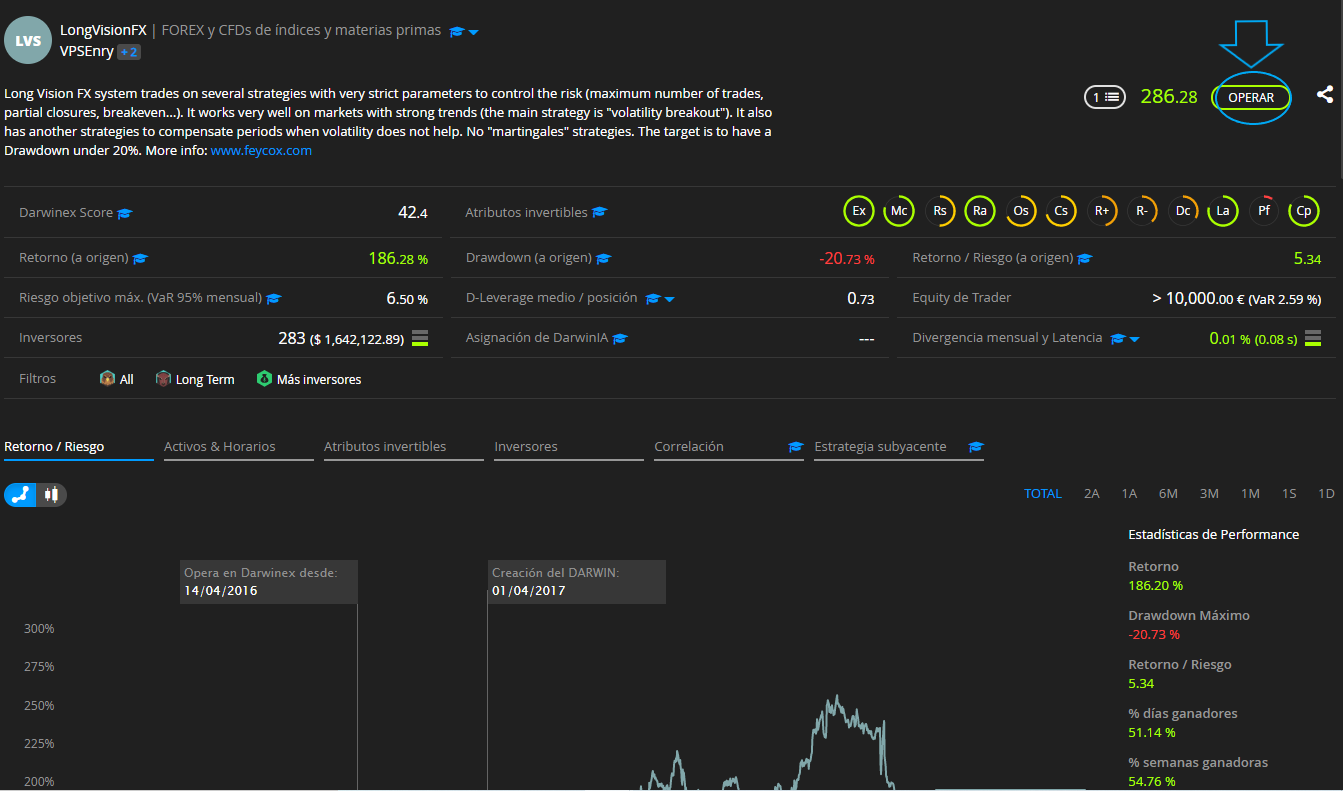 LVS
LongVisionFX | FOREX y CFDs de índices y materias primas
VPSEnry +2
Long Vision FX system trades on several strategies with very strict parameters to control the risk (maximum number of trades,
partial closures, breakeven...). It works very well on markets with strong trends (the main strategy is "volatility breakout"). It also
has another strategies to compensate periods when volatility does not help. No "martingales" strategies. The target is to have a
Drawdown under 20%. More info: www.feycox.com
1 286.28 OPERAR
Darwinex Score 42.4
Atributos invertibles Ex Mc Rs Ra Os Cs R+ R- Dc La Pf Cp
Retorno (a origen) 186.28 %
Drawdown (a origen) -20.73 %
Retorno / Riesgo (a origen) 5.34
Riesgo objetivo máx. (VaR 95% mensual) 6.50 %
D-Leverage medio / posición 0.73
Equity de Trader > 10,000.00 € (VaR 2.59 %)
Inversores 283 ($ 1,642,122.89)
Asignación de DarwinIA ---
Divergencia mensual y Latencia 0.01 % (0.08 s)
Filtros All Long Term Más inversores
Retorno / Riesgo Activos & Horarios Atributos invertibles Inversores Correlación Estrategia subyacente
TOTAL 2A 1A 6M 3M 1M 1S 1D
Opera en Darwinex desde:
14/04/2016
Creación del DARWIN:
01/04/2017
300%
275%
250%
225%
200%
Estadísticas de Performance
Retorno
186.20 %
Drawdown Máximo
-20.73 %
Retorno / Riesgo
5.34
% días ganadores
51.14 %
% semanas ganadoras
54.76 %